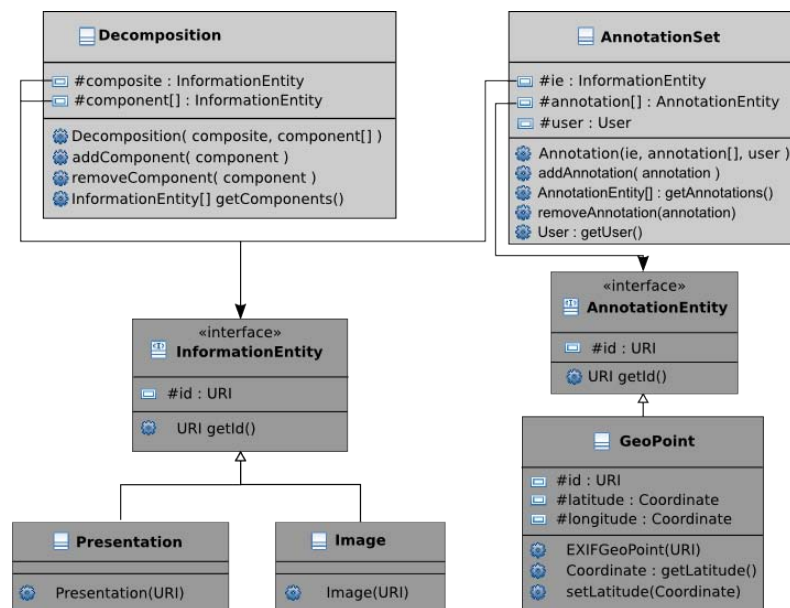 Decomposition
#composite : InformationEntity
#component[] : InformationEntity
Decomposition( composite, component[] )
addComponent( component )
removeComponent( component )
InformationEntity[] getComponents()
AnnotationSet
#ie : InformationEntity
#annotation[] : AnnotationEntity
#user : User
Annotation(ie, annotation[], user )
addAnnotation( annotation )
AnnotationEntity[] : getAnnotations()
removeAnnotation(annotation)
User : getUser()
«interface»
InformationEntity
#id : URI
URI getId()
«interface»
AnnotationEntity
#id : URI
URI getId()
Presentation
Presentation(URI)
Image
Image(URI)
GeoPoint
#id : URI
#latitude : Coordinate
#longitude : Coordinate
EXIFGeoPoint(URI)
Coordinate : getLatitude()
setLatitude(Coordinate)